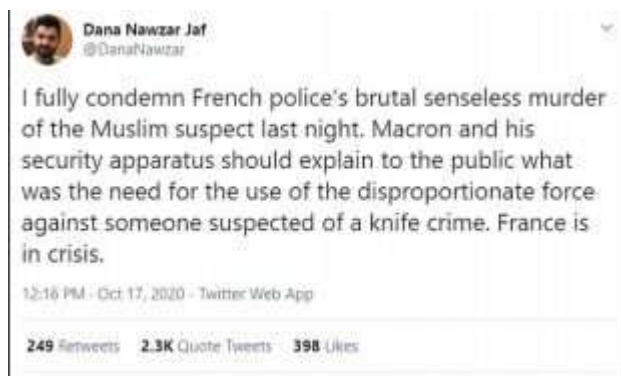 Dana Nawzar Jaf
@DanaNawzar
I fully condemn French police's brutal senseless murder
of the Muslim suspect last night. Macron and his
security apparatus should explain to the public what
was the need for the use of the disproportionate force
against someone suspected of a knife crime. France is
in crisis.
12:16 PM - Oct 17, 2020 - Twitter Web App
249 Retweets 2.3K Quote Tweets 398 Likes